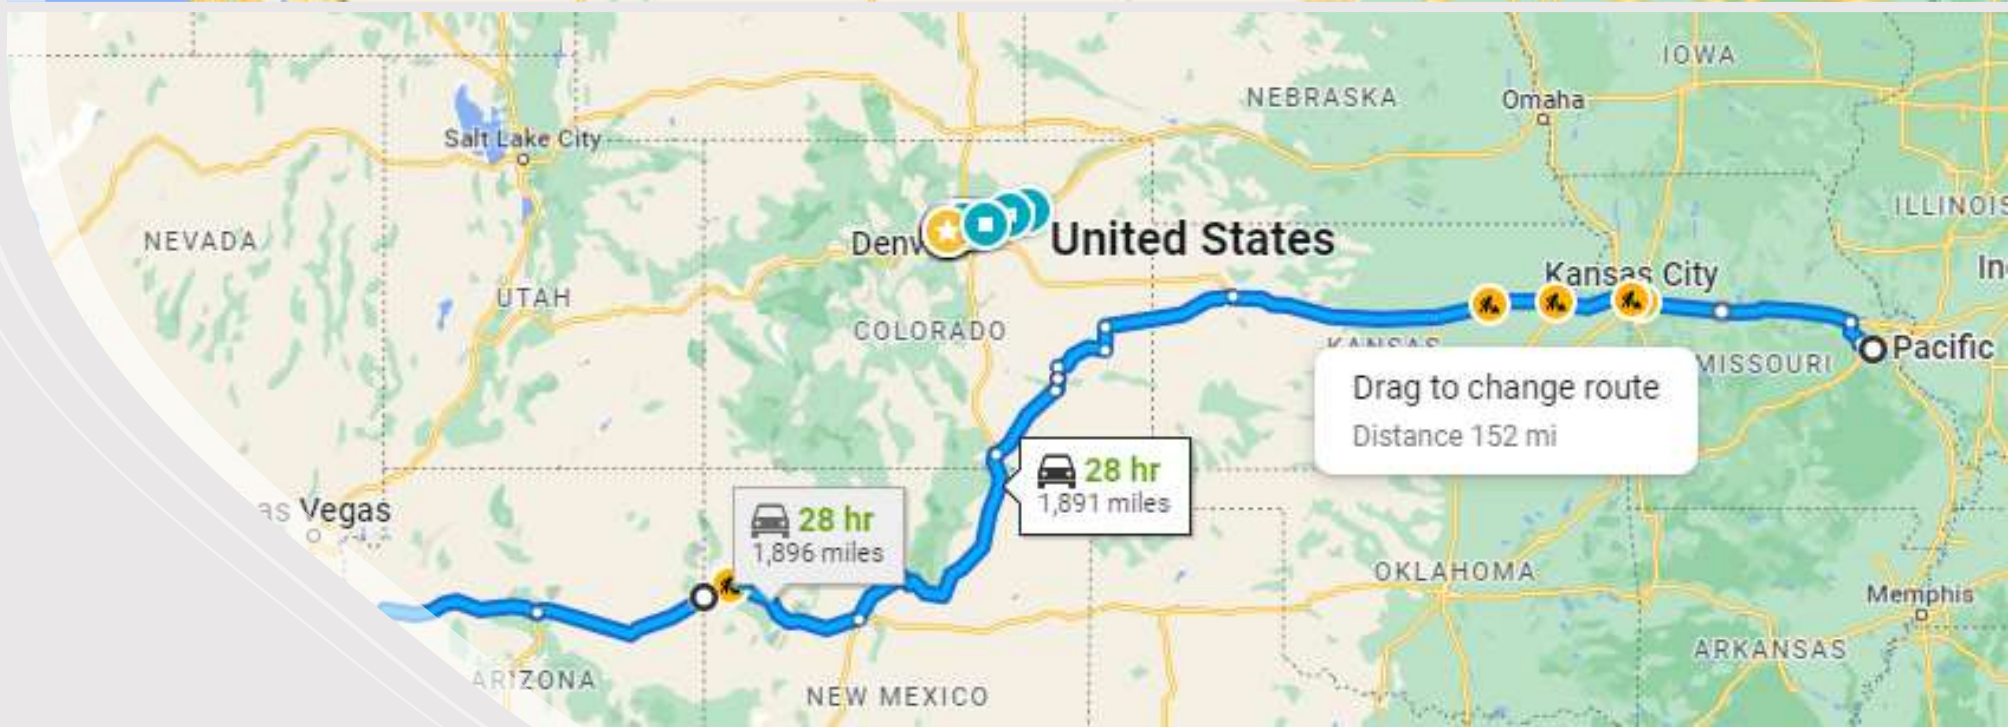 IOWA
NEBRASKA
Omaha
Salt Lake City
ILLINOIS
NEVADA
United States
Kansas City
UTAH
COLORADO
KANSAS
Pacific
MISSOURI
Drag to change route
Distance 152 mi
28 hr
1,891 miles
Vegas
28 hr
1,896 miles
OKLAHOMA
Memphis
ARKANSAS
ARIZONA
NEW MEXICO